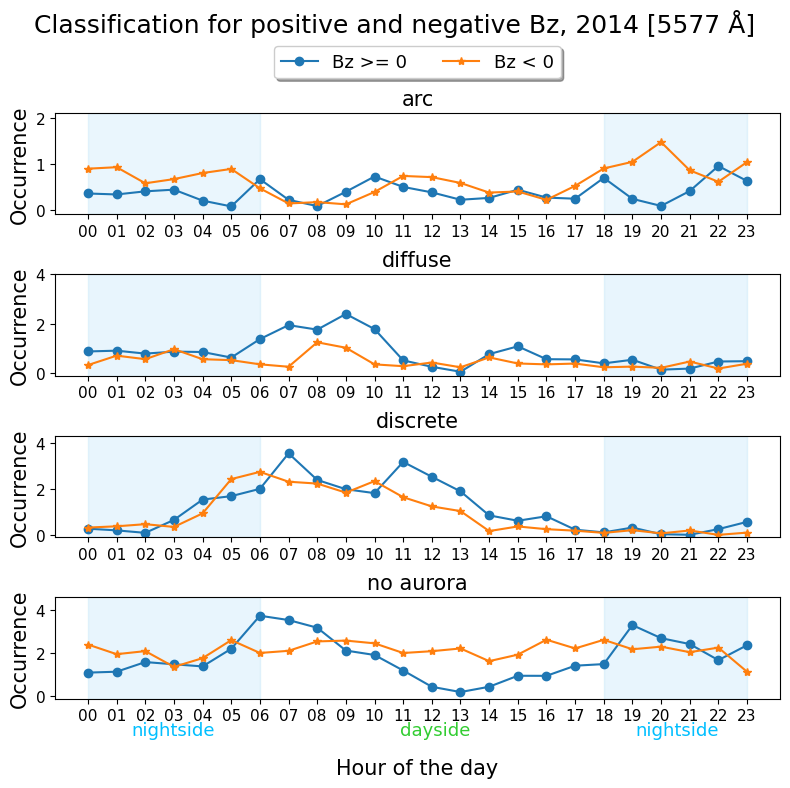 Classification for positive and negative Bz, 2014 [5577 Å]
Bz >= 0 Bz < 0
arc
Occurrence
2
1
0
00 01 02 03 04 05 06 07 08 09 10 11 12 13 14 15 16 17 18 19 20 21 22 23
diffuse
Occurrence
4
2
0
00 01 02 03 04 05 06 07 08 09 10 11 12 13 14 15 16 17 18 19 20 21 22 23
discrete
Occurrence
4
2
0
00 01 02 03 04 05 06 07 08 09 10 11 12 13 14 15 16 17 18 19 20 21 22 23
no aurora
Occurrence
4
2
0
00 01 02 03 04 05 06 07 08 09 10 11 12 13 14 15 16 17 18 19 20 21 22 23
nightside dayside nightside
Hour of the day